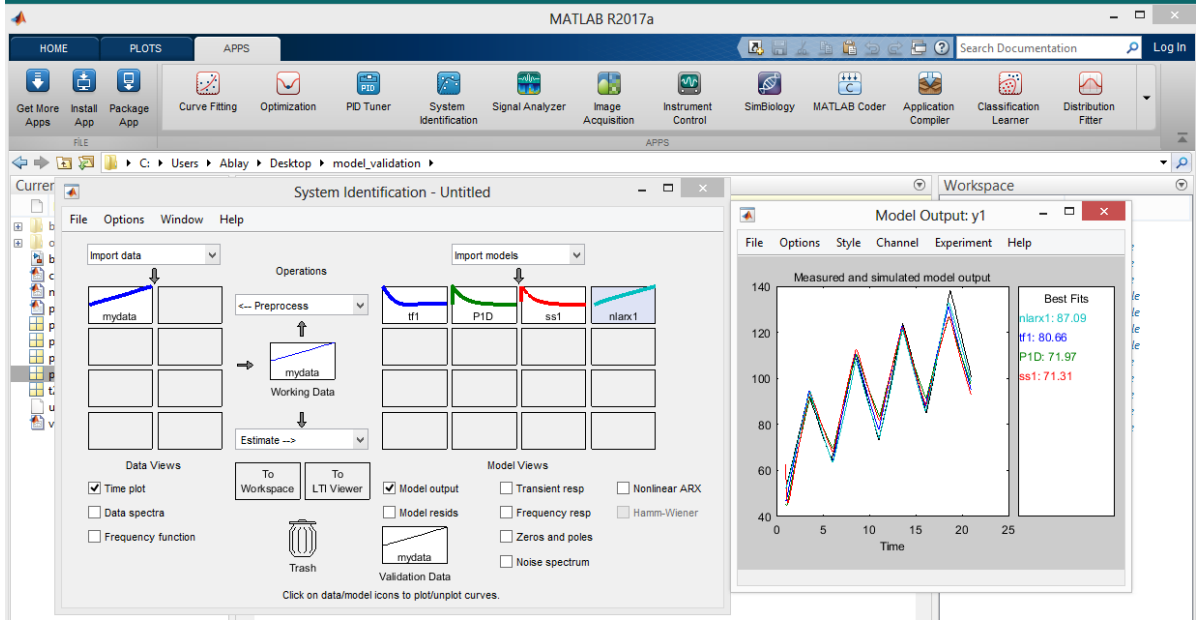 MATLAB R2017a
HOME PLOTS APPS
Search Documentation Log In
Get More Apps
Install App
Package App
Curve Fitting
Optimization
PID Tuner
System Identification
Signal Analyzer
Image Acquisition
Instrument Control
SimBiology
MATLAB Coder
Application Compiler
Classification Learner
Distribution Fitter
FILE APPS
C: Users Ablay Desktop model_validation
Workspace
System Identification - Untitled
File Options Window Help
Import data
Import models
Operations
<-- Preprocess
mydata
tf1
P1D
ss1
nlarx1
mydata
Working Data
Estimate -->
Data Views
Model Views
To Workspace
To LTI Viewer
Time plot
Data spectra
Frequency function
Model output
Model resids
Transient resp
Frequency resp
Zeros and poles
Noise spectrum
Nonlinear ARX
Hamm-Wiener
Trash
mydata
Validation Data
Click on data/model icons to plot/unplot curves.
Model Output: y1
File Options Style Channel Experiment Help
Measured and simulated model output
140
120
100
80
60
40
0 5 10 15 20 25
Time
Best Fits
nlarx1: 87.09
tf1: 80.66
P1D: 71.97
ss1: 71.31